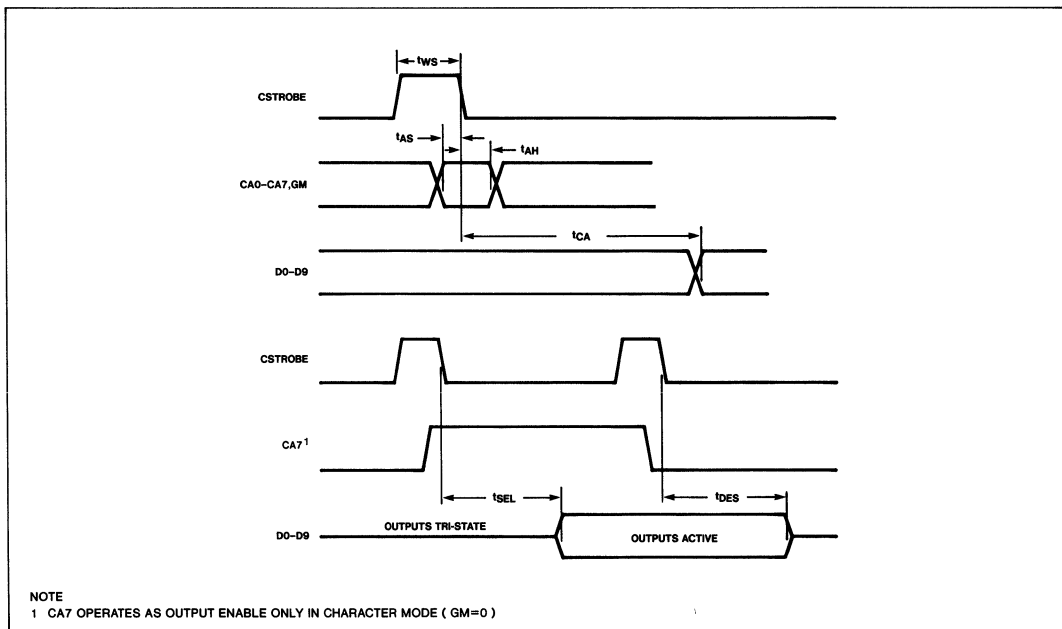 tWS
CSTROBE
tAS
tAH
CA0–CA7,GM
tCA
D0–D9
CSTROBE
CA7 1
tSEL
tDES
OUTPUTS TRI-STATE
D0–D9
OUTPUTS ACTIVE
NOTE
1 CA7 OPERATES AS OUTPUT ENABLE ONLY IN CHARACTER MODE ( GM=0 )